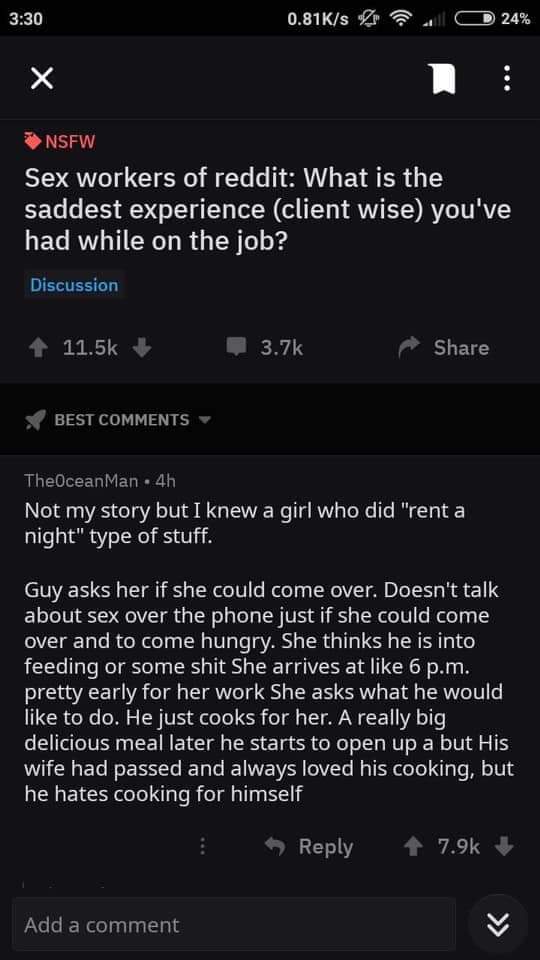 3:30
0.81K/s
24%
NSFW
Sex workers of reddit: What is the
saddest experience (client wise) you've
had while on the job?
Discussion
11.5k
3.7k
Share
BEST COMMENTS
TheOceanMan • 4h
Not my story but I knew a girl who did "rent a
night" type of stuff.
Guy asks her if she could come over. Doesn't talk
about sex over the phone just if she could come
over and to come hungry. She thinks he is into
feeding or some shit She arrives at like 6 p.m.
pretty early for her work She asks what he would
like to do. He just cooks for her. A really big
delicious meal later he starts to open up a but His
wife had passed and always loved his cooking, but
he hates cooking for himself
Reply
7.9k
Add a comment